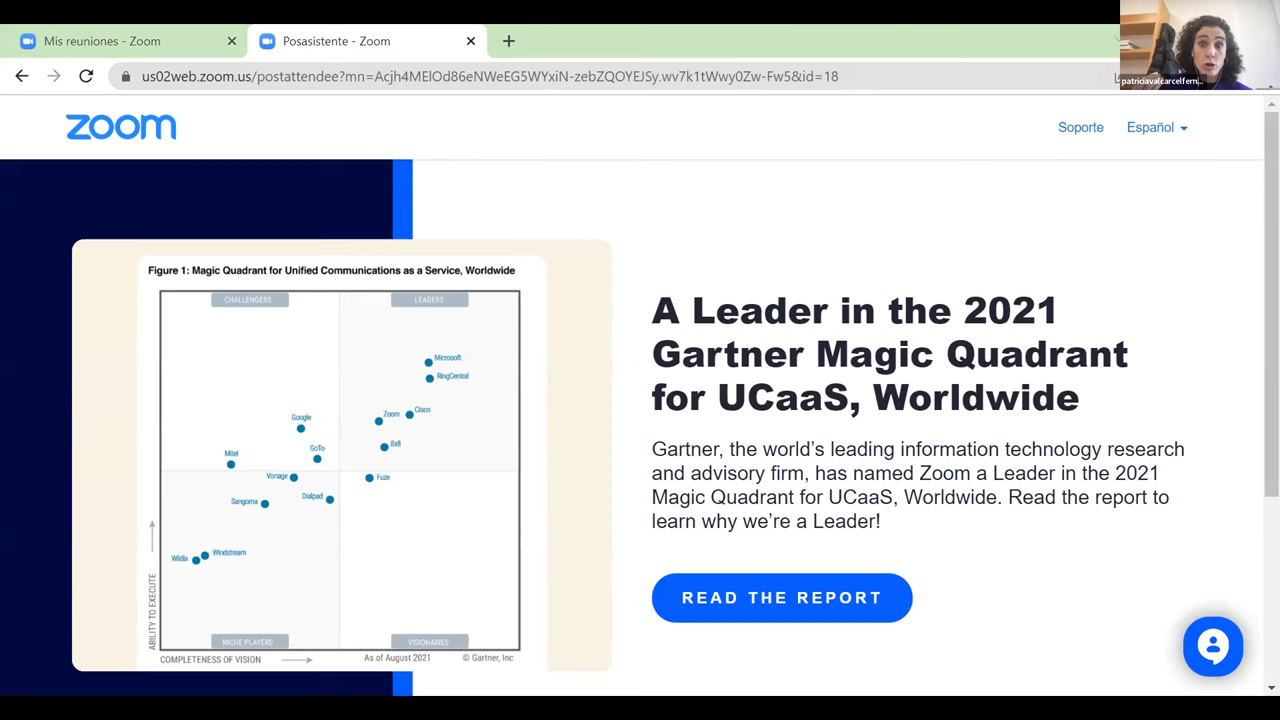 Mis reuniones - Zoom
Posasistente - Zoom
us02web.zoom.us/postattendee?mn=Acjh4MElOd86eNWeEG5WYxiN-zebZQOYEJSy.wv7k1tWwy0Zw-Fw5&id=18
patriciavalcarcelfern...
zoom
Soporte
Español
Figure 1: Magic Quadrant for Unified Communications as a Service, Worldwide
CHALLENGERS
LEADERS
Microsoft
RingCentral
Zoom
Cisco
Google
8x8
GoTo
Mitel
Vonage
Fuze
Sangoma
Dialpad
Wildix
Windstream
ABILITY TO EXECUTE
NICHE PLAYERS
VISIONARIES
COMPLETENESS OF VISION
As of August 2021
© Gartner, Inc
A Leader in the 2021
Gartner Magic Quadrant
for UCaaS, Worldwide
Gartner, the world's leading information technology research
and advisory firm, has named Zoom a Leader in the 2021
Magic Quadrant for UCaaS, Worldwide. Read the report to
learn why we're a Leader!
READ THE REPORT